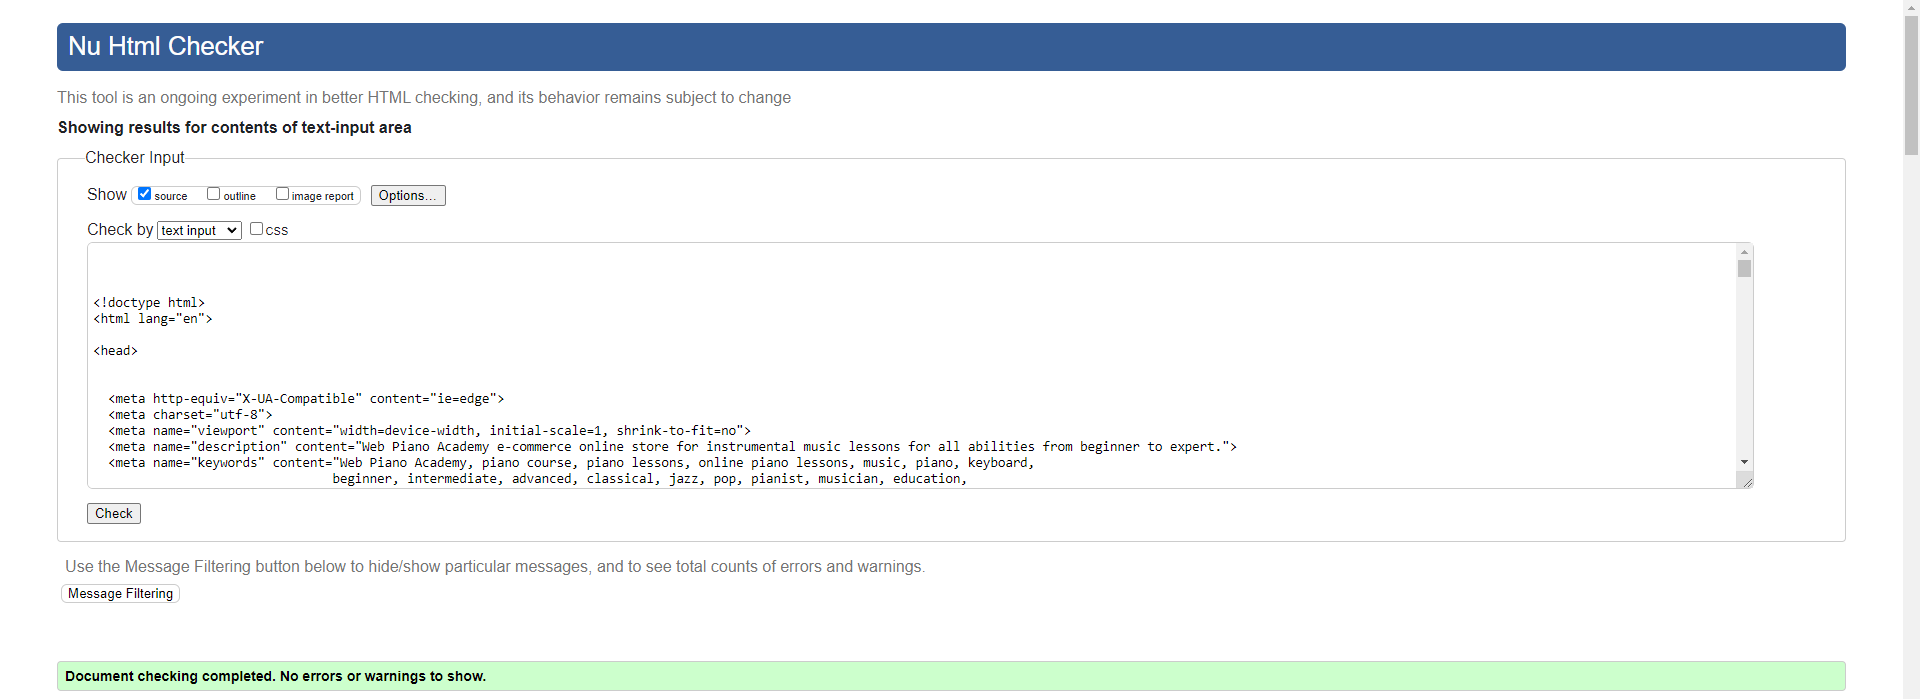 Nu Html Checker
This tool is an ongoing experiment in better HTML checking, and its behavior remains subject to change
Showing results for contents of text-input area
Checker Input
Show source outline image report Options...
Check by text input css
<!doctype html>
<html lang="en">
<head>
<meta http-equiv="X-UA-Compatible" content="ie=edge">
<meta charset="utf-8">
<meta name="viewport" content="width=device-width, initial-scale=1, shrink-to-fit=no">
<meta name="description" content="Web Piano Academy e-commerce online store for instrumental music lessons for all abilities from beginner to expert.">
<meta name="keywords" content="Web Piano Academy, piano course, piano lessons, online piano lessons, music, piano, keyboard,
beginner, intermediate, advanced, classical, jazz, pop, pianist, musician, education,
Check
Use the Message Filtering button below to hide/show particular messages, and to see total counts of errors and warnings.
Message Filtering
Document checking completed. No errors or warnings to show.